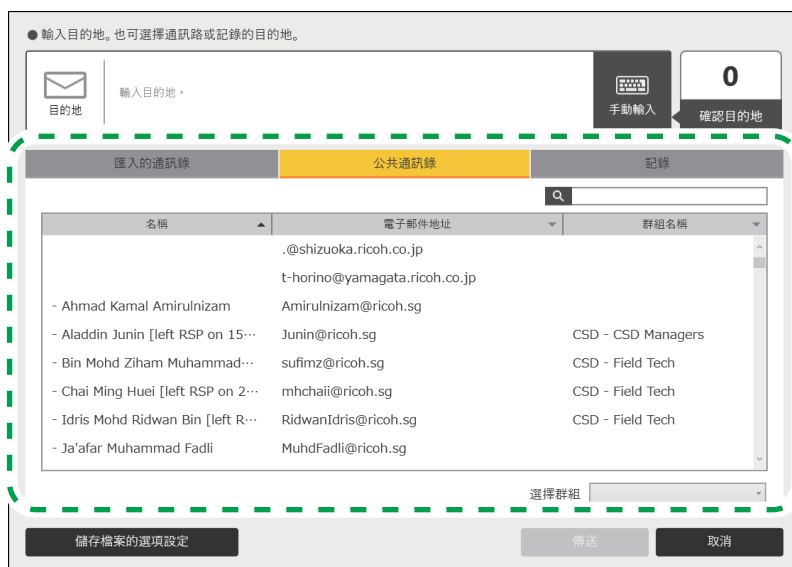 ● 輸入目的地。也可選擇通訊路或記錄的目的地。
目的地
輸入目的地。
手動輸入
0
確認目的地
匯入的通訊錄 公共通訊錄 記錄
名稱 電子郵件地址 群組名稱
.@shizuoka.ricoh.co.jp
t-horino@yamagata.ricoh.co.jp
- Ahmad Kamal Amirulnizam Amirulnizam@ricoh.sg
- Aladdin Junin [left RSP on 15⋯ Junin@ricoh.sg CSD - CSD Managers
- Bin Mohd Ziham Muhammad⋯ sufimz@ricoh.sg CSD - Field Tech
- Chai Ming Huei [left RSP on 2⋯ mhchaii@ricoh.sg CSD - Field Tech
- Idris Mohd Ridwan Bin [left R⋯ RidwanIdris@ricoh.sg CSD - Field Tech
- Ja'afar Muhammad Fadli MuhdFadli@ricoh.sg
選擇群組
儲存檔案的選項設定 傳送 取消